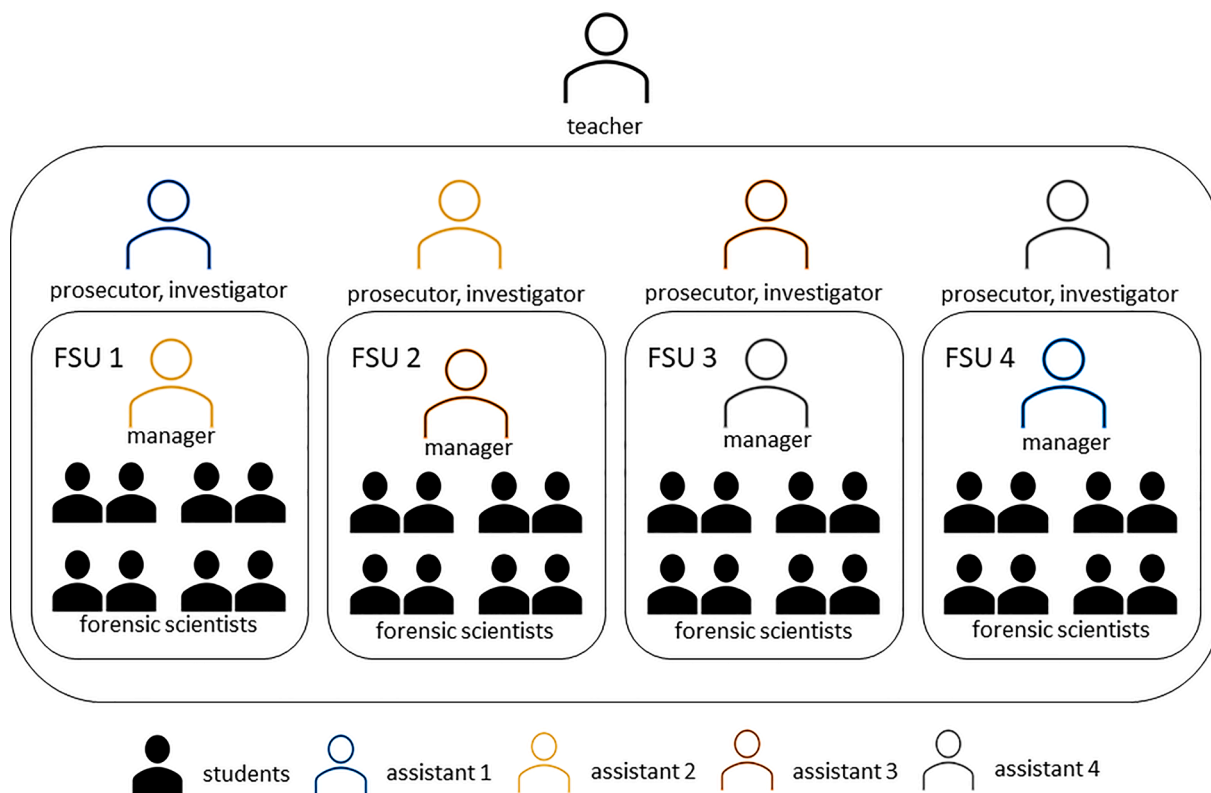 teacher
prosecutor, investigator
prosecutor, investigator
prosecutor, investigator
prosecutor, investigator
FSU 1
FSU 2
FSU 3
FSU 4
manager
manager
manager
manager
forensic scientists
forensic scientists
forensic scientists
forensic scientists
students
assistant 1
assistant 2
assistant 3
assistant 4